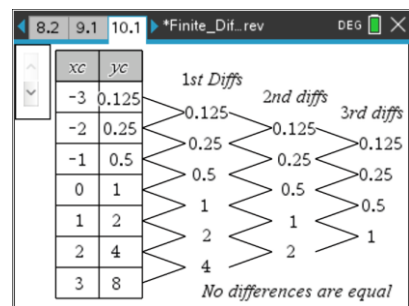 8.2 9.1 10.1 *Finite_Dif...rev DEG
xc yc 1st Diffs 2nd diffs 3rd diffs
-3 0.125
0.125
-2 0.25 0.125
0.25 0.125
-1 0.5 0.25
0.5 0.25
0 1 0.5
1 0.5
1 2 1
2 1
2 4 2
4
3 8
No differences are equal